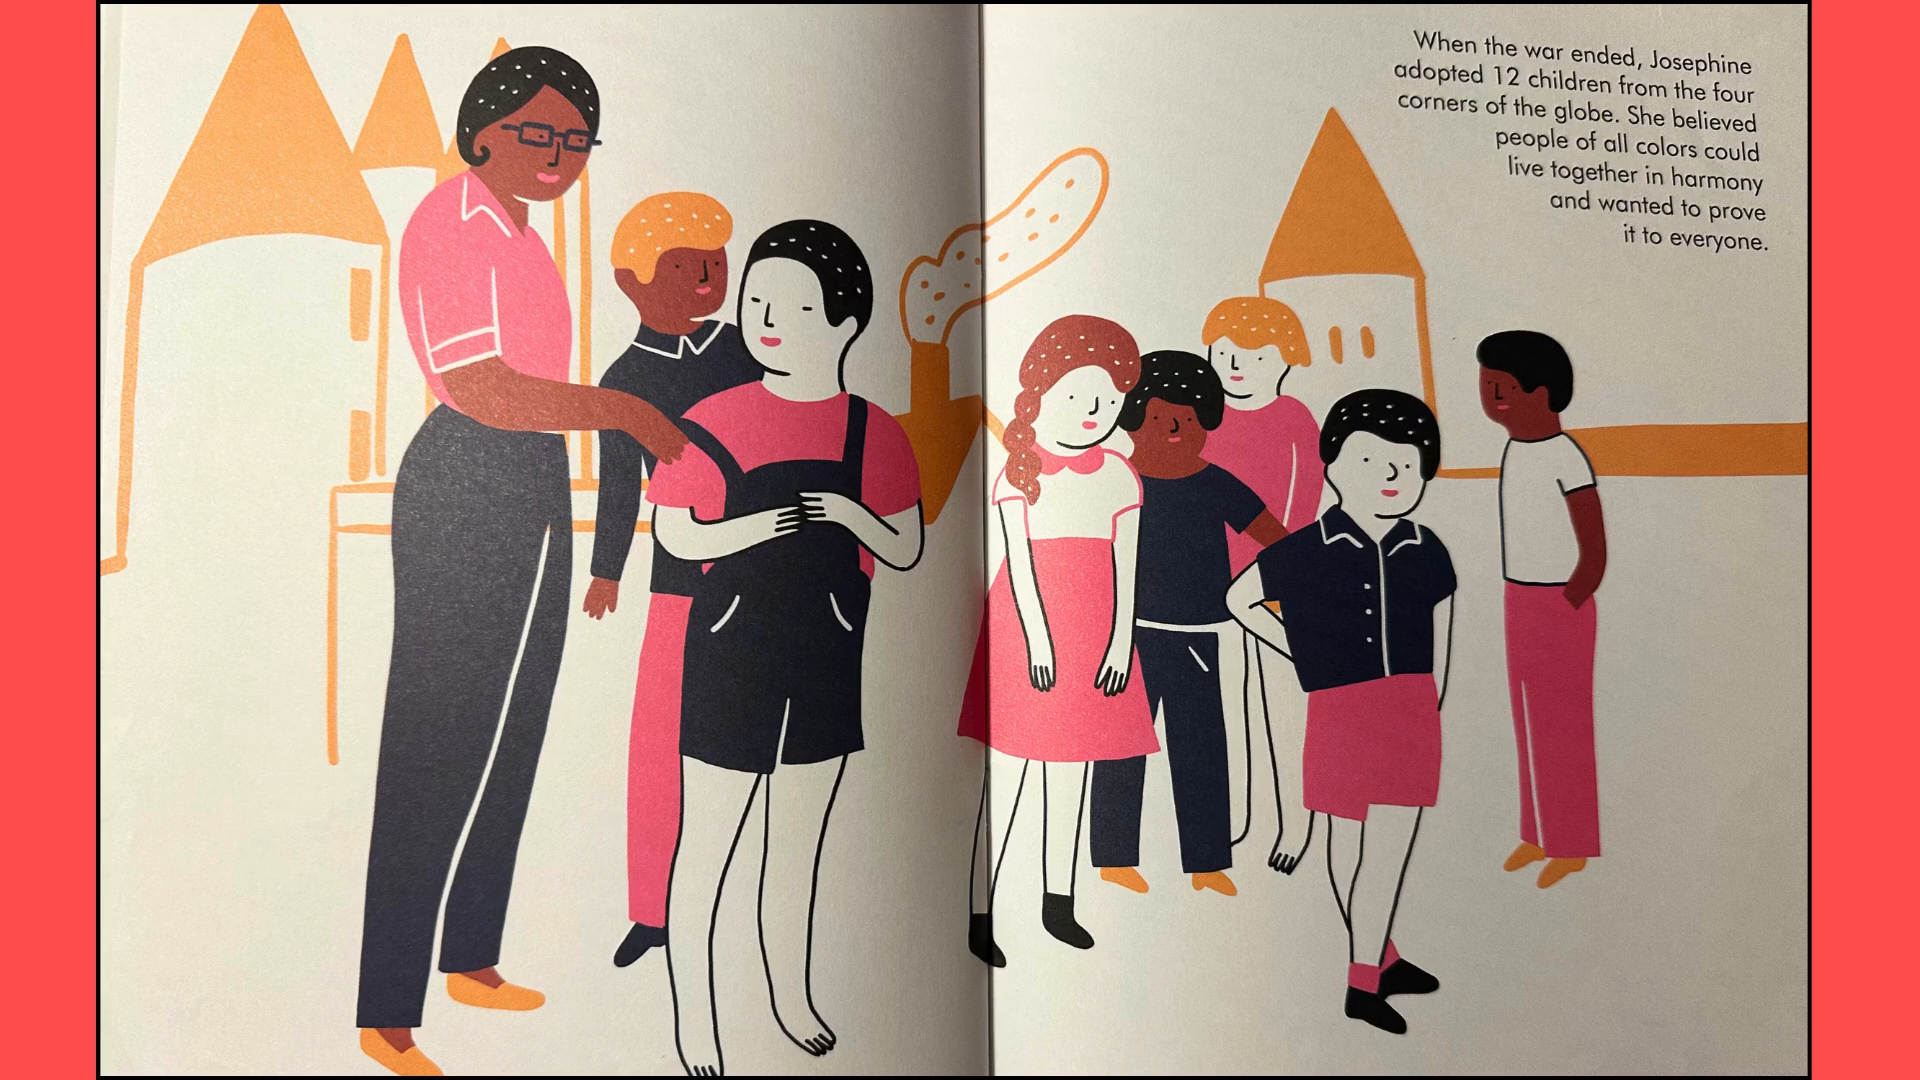 When the war ended, Josephine
adopted 12 children from the four
corners of the globe. She believed
people of all colors could
live together in harmony
and wanted to prove
it to everyone.